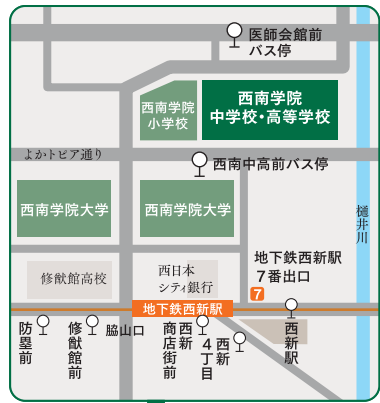 医師会館前
バス停
西南学院
小学校
西南学院
中学校・高等学校
よかトピア通り
西南中高前バス停
西南学院大学
西南学院大学
樋井川
修猷館高校
西日本
シティ銀行
地下鉄西新駅
7番出口
7
地下鉄西新駅
防塁前
修猷館前
脇山口
西新
商店街前
西新
4丁目
西新駅